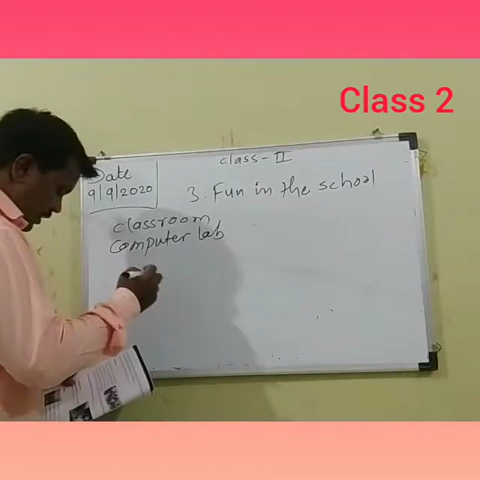 Class 2
class - II
Date
9/9/2020
3. Fun in the school
classroom
computer lab